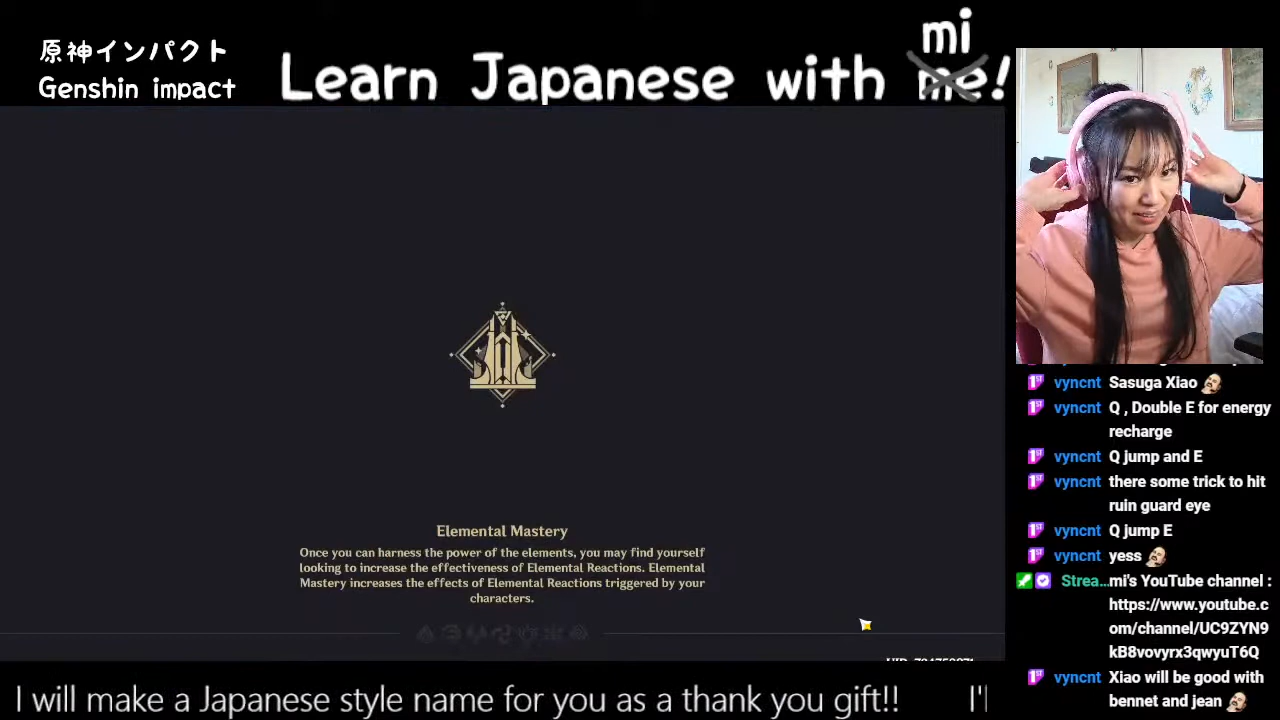 原神インパクト
Genshin impact
Learn Japanese with me!
mi
Elemental Mastery
Once you can harness the power of the elements, you may find yourself
looking to increase the effectiveness of Elemental Reactions. Elemental
Mastery increases the effects of Elemental Reactions triggered by your
characters.
I will make a Japanese style name for you as a thank you gift!! I'l
vyncnt Sasuga Xiao
vyncnt Q , Double E for energy
recharge
vyncnt Q jump and E
vyncnt there some trick to hit
ruin guard eye
vyncnt Q jump E
vyncnt yess
Strea... mi's YouTube channel :
https://www.youtube.c
om/channel/UC9ZYN9
kB8vovyrx3qwyuT6Q
vyncnt Xiao will be good with
bennet and jean